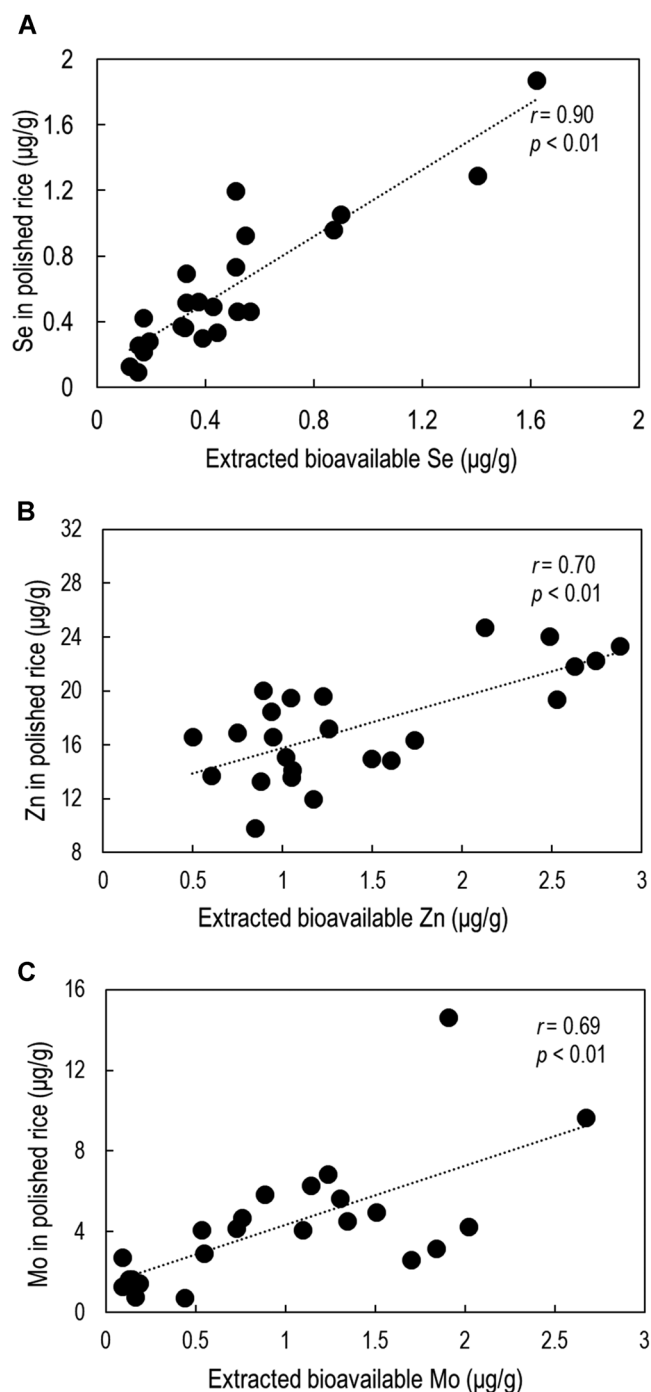 A
2
1.6
1.2
0.8
0.4
0
Se in polished rice (µg/g)
r = 0.90
p < 0.01
0 0.4 0.8 1.2 1.6 2
Extracted bioavailable Se (µg/g)
B
32
28
24
20
16
12
8
Zn in polished rice (µg/g)
r = 0.70
p < 0.01
0 0.5 1 1.5 2 2.5 3
Extracted bioavailable Zn (µg/g)
C
16
12
8
4
0
Mo in polished rice (µg/g)
r = 0.69
p < 0.01
0 0.5 1 1.5 2 2.5 3
Extracted bioavailable Mo (µg/g)